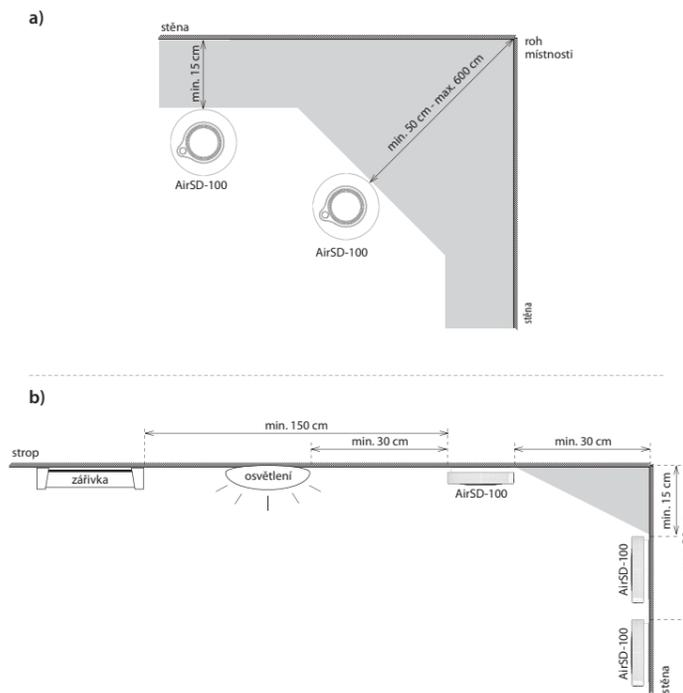 a)
stěna
roh
místnosti
min. 15 cm
min. 50 cm - max. 600 cm
AirSD-100
AirSD-100
stěna
b)
min. 150 cm
strop
min. 30 cm
min. 30 cm
zářivka
osvětlení
AirSD-100
min. 15 cm
AirSD-100
AirSD-100
stěna